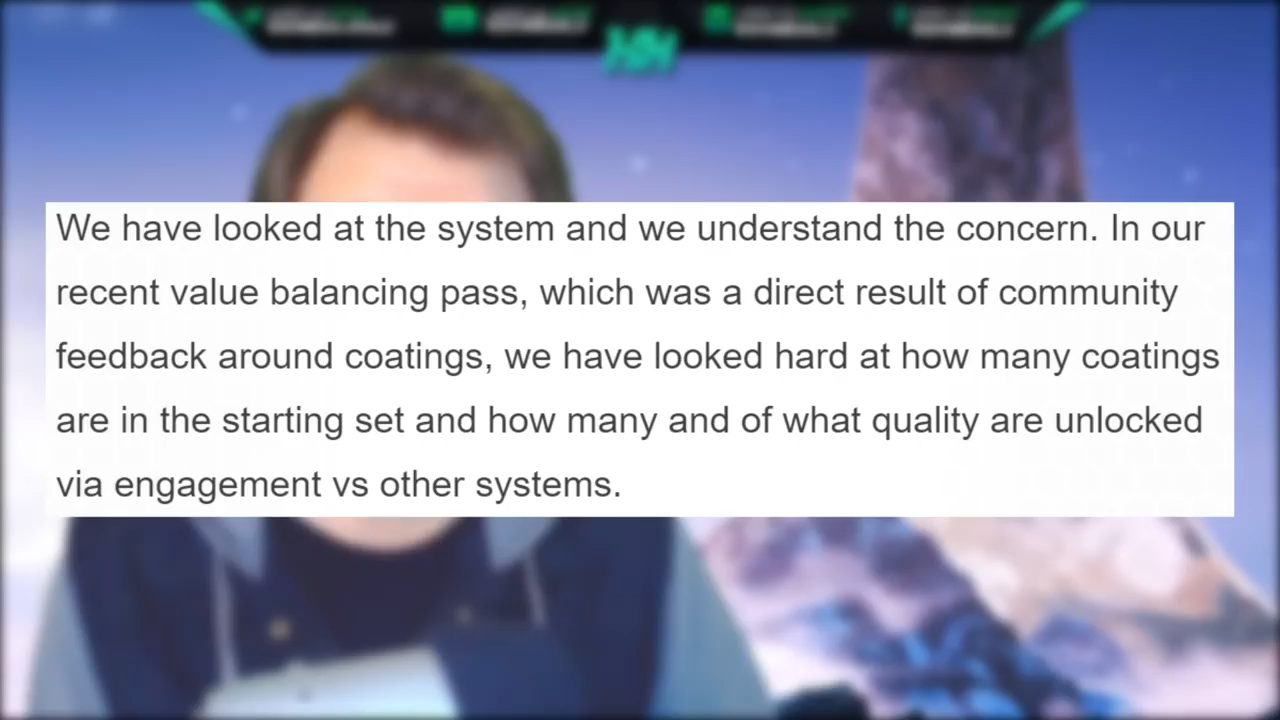 We have looked at the system and we understand the concern. In our
recent value balancing pass, which was a direct result of community
feedback around coatings, we have looked hard at how many coatings
are in the starting set and how many and of what quality are unlocked
via engagement vs other systems.